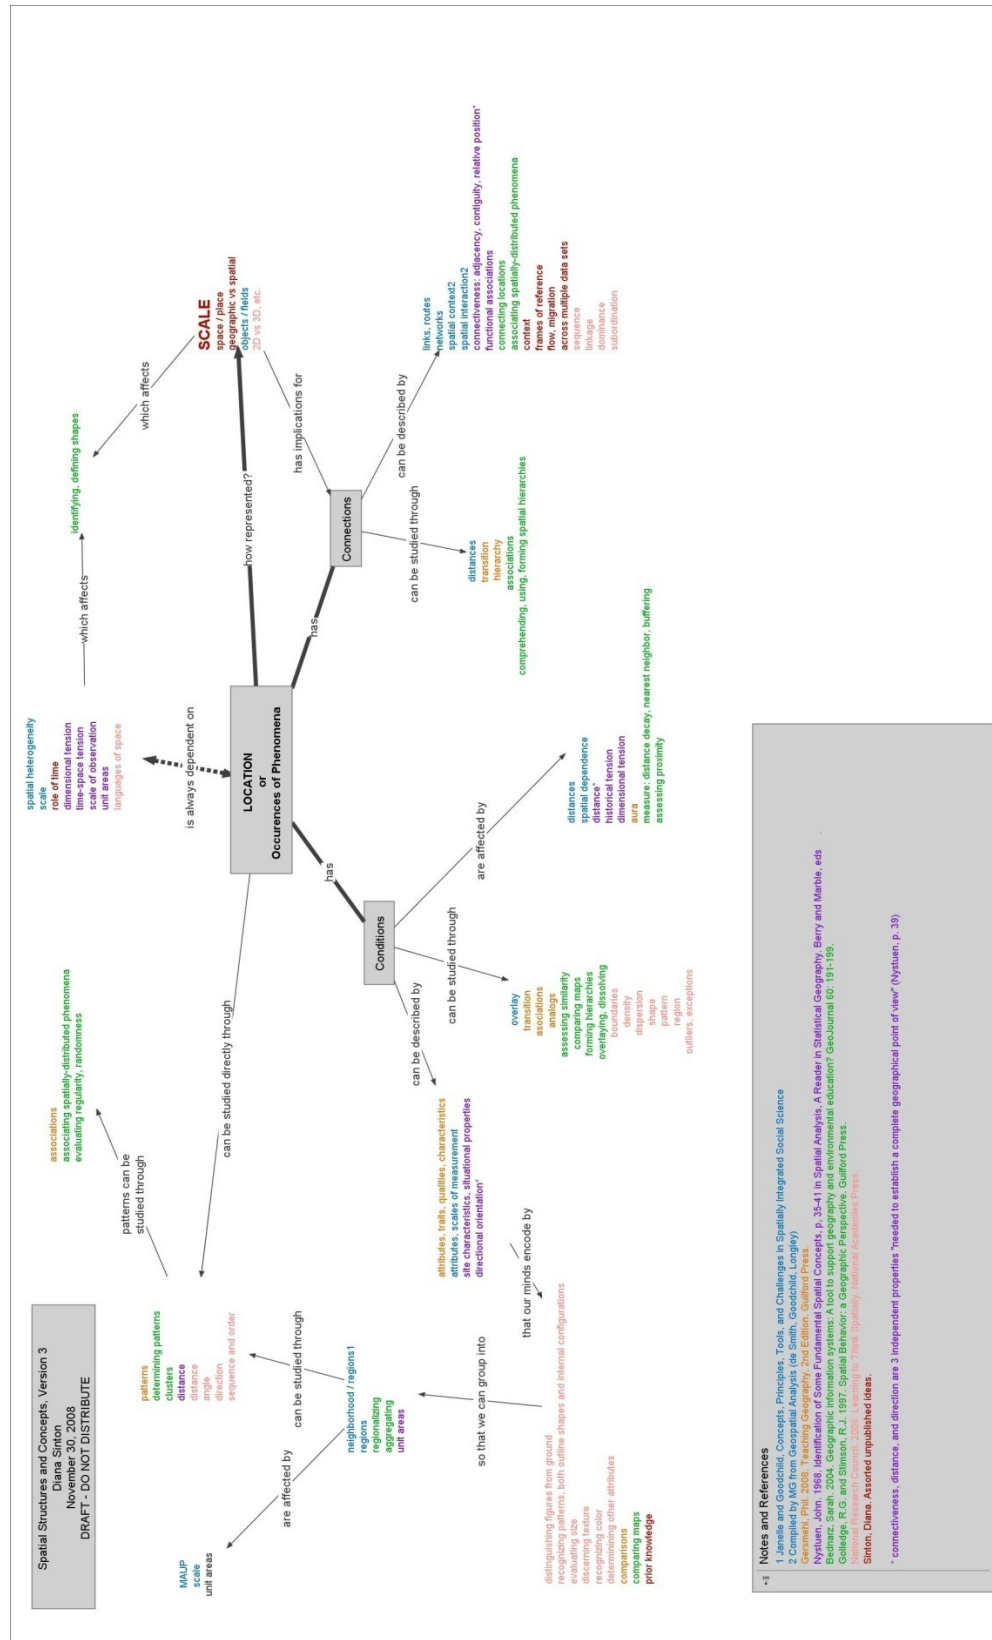 Spatial Structures and Concepts, Version 3
Diana Sinton
November 30, 2008
DRAFT - DO NOT DISTRIBUTE
associations
associating spatially-distributed phenomena
evaluating regularity, randomness
patterns can be
studied through
patterns
determining patterns
clusters
distance
distance
angle
direction
sequence and order
can be studied directly through
can be studied through
are affected by
MAUP
scale
unit areas
neighborhood / regions1
regions
regionalizing
aggregating
unit areas
so that we can group into
distinguishing figures from ground
recognizing patterns, both outline shapes and internal configurations
evaluating size
discerning texture
recognizing color
determinining other attributes
comparisons
comparing maps
prior knowledge
that our minds encode by
attributes, traits, qualities, characteristics
attributes, scales of measurement
site characteristics, situational properties
directional orientation*
can be described by
Conditions
can be studied through
overlay
transition
asociations
analogs
assessing similarity
comparing maps
forming hierarchies
overlaying, dissolving
boundaries
density
dispersion
shape
pattern
region
outliers, exceptions
are affected by
distances
spatial dependence
distance*
historical tension
dimensional tension
aura
measure: distance decay, nearest neighbor, buffering
assessing proximity
has
LOCATION
or
Occurences of Phenomena
is always dependent on
spatial heterogeneity
scale
role of time
dimensional tension
time-space tension
scale of observation
unit areas
languages of space
which affects
identifying, defining shapes
which affects
how represented?
SCALE
space / place
geographic vs spatial
objects / fields
2D vs 3D, etc.
has implications for
has
Connections
can be studied through
distances
transition
hierarchy
associations
comprehending, using, forming spatial hierarchies
can be described by
links, routes
networks
spatial context2
spatial interaction2
connectiveness: adjacency, contiguity, relative position*
functional associations
connecting locations
associating spatially-distributed phenomena
context
frames of reference
flow, migration
across multiple data sets
sequence
linkage
dominance
subordination
Notes and References
1 Janelle and Goodchild, Concepts, Principles, Tools, and Challenges in Spatially Integrated Social Science
2 Compiled by MG from Geospatial Analysis (de Smith, Goodchild, Longley)
Gersmehl, Phil. 2008. Teaching Geography, 2nd Edition. Guilford Press.
Nystuen, John. 1968. Identification of Some Fundamental Spatial Concepts, p. 35-41 in Spatial Analysis, A Reader in Statistical Geography. Berry and Marble, eds
Bednarz, Sarah. 2004. Geographic information systems: A tool to support geography and environmental education? GeoJournal 60: 191-199.
Golledge, R.G. and Stimson, R.J. 1997. Spatial Behavior: a Geographic Perspective. Guilford Press.
National Research Council. 2006. Learning to Think Spatially. National Academies Press.
Sinton, Diana. Assorted unpublished ideas.
* connectiveness, distance, and direction are 3 independent properties "needed to establish a complete geographical point of view" (Nystuen, p. 39)